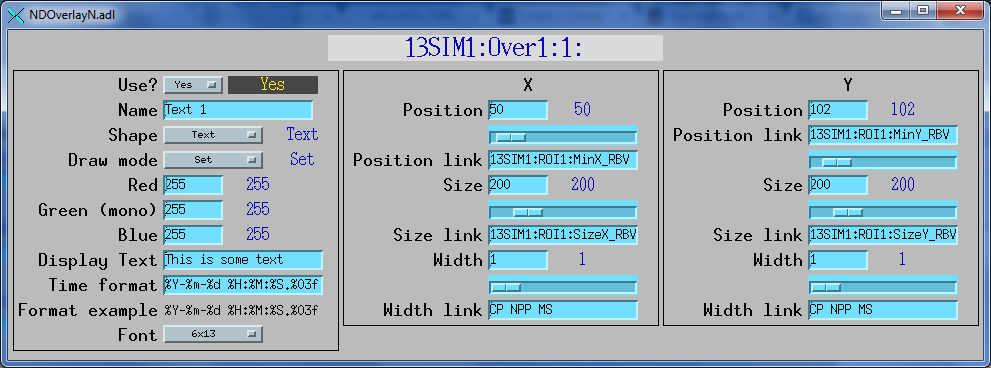 NDOverlayN.adl
13SIM1:Over1:1:
Use? Yes Yes
Name Text 1
Shape Text Text
Draw mode Set Set
Red 255 255
Green (mono) 255 255
Blue 255 255
Display Text This is some text
Time format %Y-%m-%d %H:%M:%S.%03f
Format example %Y-%m-%d %H:%M:%S.%03f
Font 6x13
X
Position 50 50
Position link 13SIM1:ROI1:MinX_RBV
Size 200 200
Size link 13SIM1:ROI1:SizeX_RBV
Width 1 1
Width link CP NPP MS
Y
Position 102 102
Position link 13SIM1:ROI1:MinY_RBV
Size 200 200
Size link 13SIM1:ROI1:SizeY_RBV
Width 1 1
Width link CP NPP MS